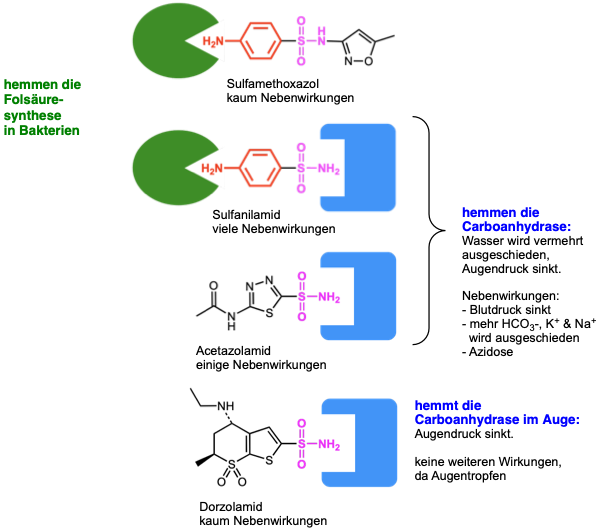 H₂N
O
S
O
H
N
N
O
Sulfamethoxazol
kaum Nebenwirkungen
hemmen die
Folsäure-
synthese
in Bakterien
H₂N
O
S
O
NH₂
Sulfanilamid
viele Nebenwirkungen
hemmen die
Carboanhydrase:
Wasser wird vermehrt
ausgeschieden,
Augendruck sinkt.
Nebenwirkungen:
- Blutdruck sinkt
- mehr HCO₃-, K⁺ & Na⁺
wird ausgeschieden
- Azidose
O
N
H
N N
S
O
S
O
NH₂
Acetazolamid
einige Nebenwirkungen
NH
S
O O
S
O
S
O
NH₂
Dorzolamid
kaum Nebenwirkungen
hemmt die
Carboanhydrase im Auge:
Augendruck sinkt.
keine weiteren Wirkungen,
da Augentropfen